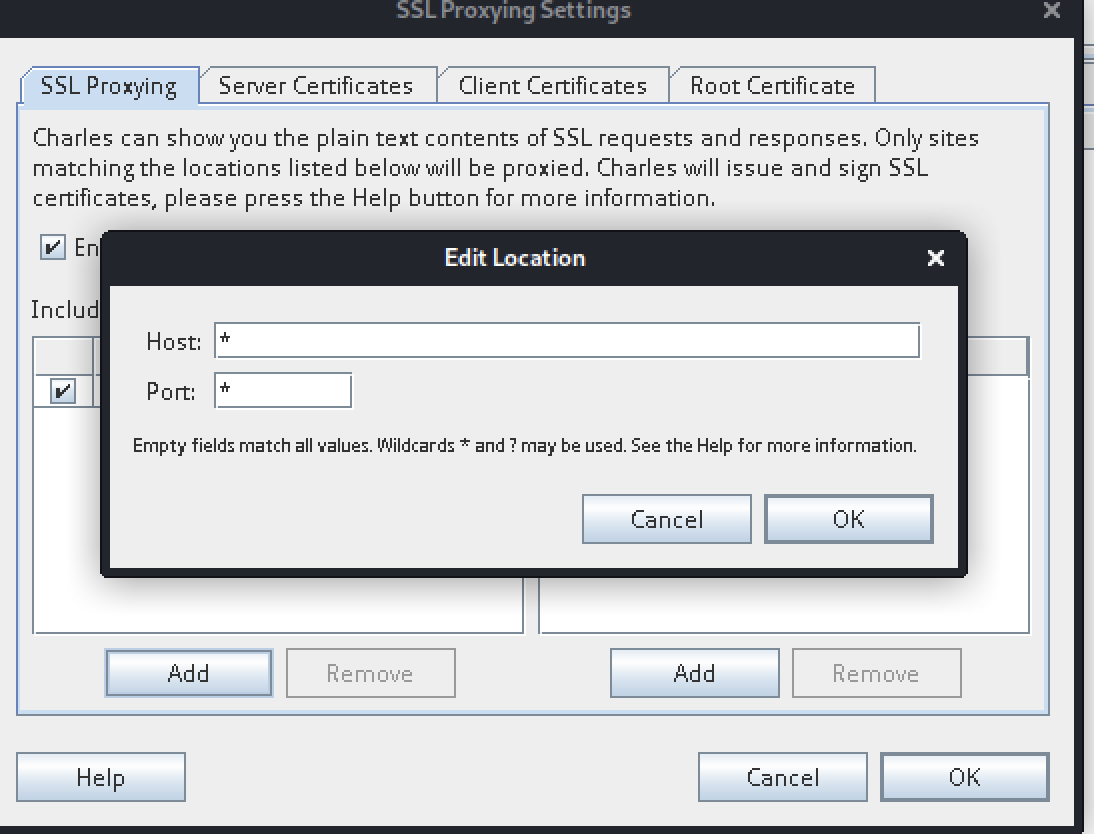 SSL Proxying Settings
SSL Proxying
Server Certificates
Client Certificates
Root Certificate
Charles can show you the plain text contents of SSL requests and responses. Only sites
matching the locations listed below will be proxied. Charles will issue and sign SSL
certificates, please press the Help button for more information.
Edit Location
Host: *
Port: *
Empty fields match all values. Wildcards * and ? may be used. See the Help for more information.
Cancel
OK
Add
Remove
Add
Remove
Help
Cancel
OK